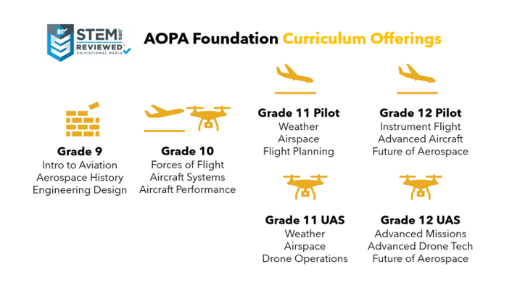 STEM.ORG
REVIEWED
EDUCATIONAL MEDIA
AOPA Foundation Curriculum Offerings
Grade 9
Intro to Aviation
Aerospace History
Engineering Design
Grade 10
Forces of Flight
Aircraft Systems
Aircraft Performance
Grade 11 Pilot
Weather
Airspace
Flight Planning
Grade 12 Pilot
Instrument Flight
Advanced Aircraft
Future of Aerospace
Grade 11 UAS
Weather
Airspace
Drone Operations
Grade 12 UAS
Advanced Missions
Advanced Drone Tech
Future of Aerospace